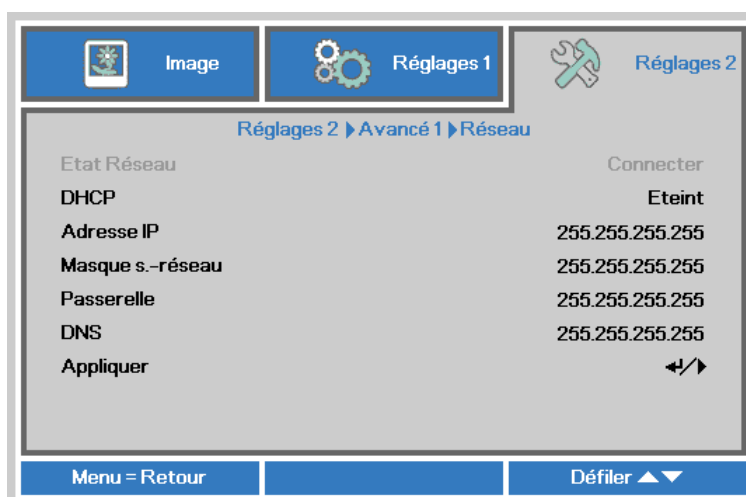 Image
Réglages 1
Réglages 2
Réglages 2 ▶ Avancé 1 ▶ Réseau
Etat Réseau Connecter
DHCP Eteint
Adresse IP 255.255.255.255
Masque s.-réseau 255.255.255.255
Passerelle 255.255.255.255
DNS 255.255.255.255
Appliquer ↵/▶
Menu = Retour
Défiler ▲▼